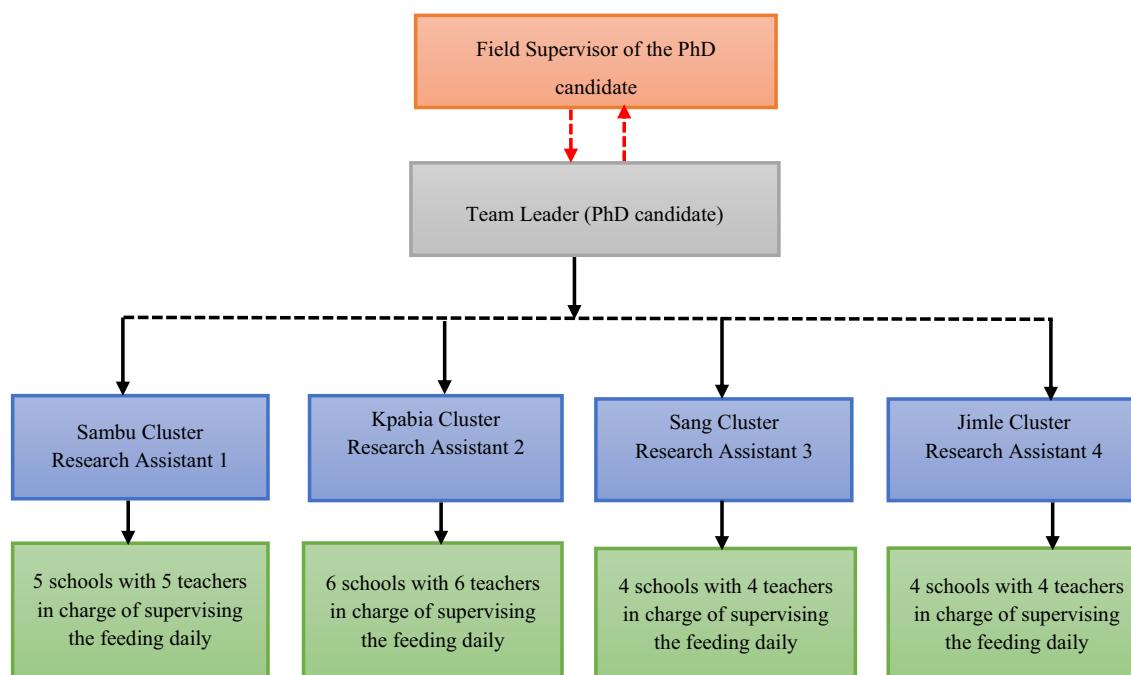 Field Supervisor of the PhD
candidate
Team Leader (PhD candidate)
Sambu Cluster
Research Assistant 1
Kpabia Cluster
Research Assistant 2
Sang Cluster
Research Assistant 3
Jimle Cluster
Research Assistant 4
5 schools with 5 teachers
in charge of supervising
the feeding daily
6 schools with 6 teachers
in charge of supervising
the feeding daily
4 schools with 4 teachers
in charge of supervising
the feeding daily
4 schools with 4 teachers
in charge of supervising
the feeding daily